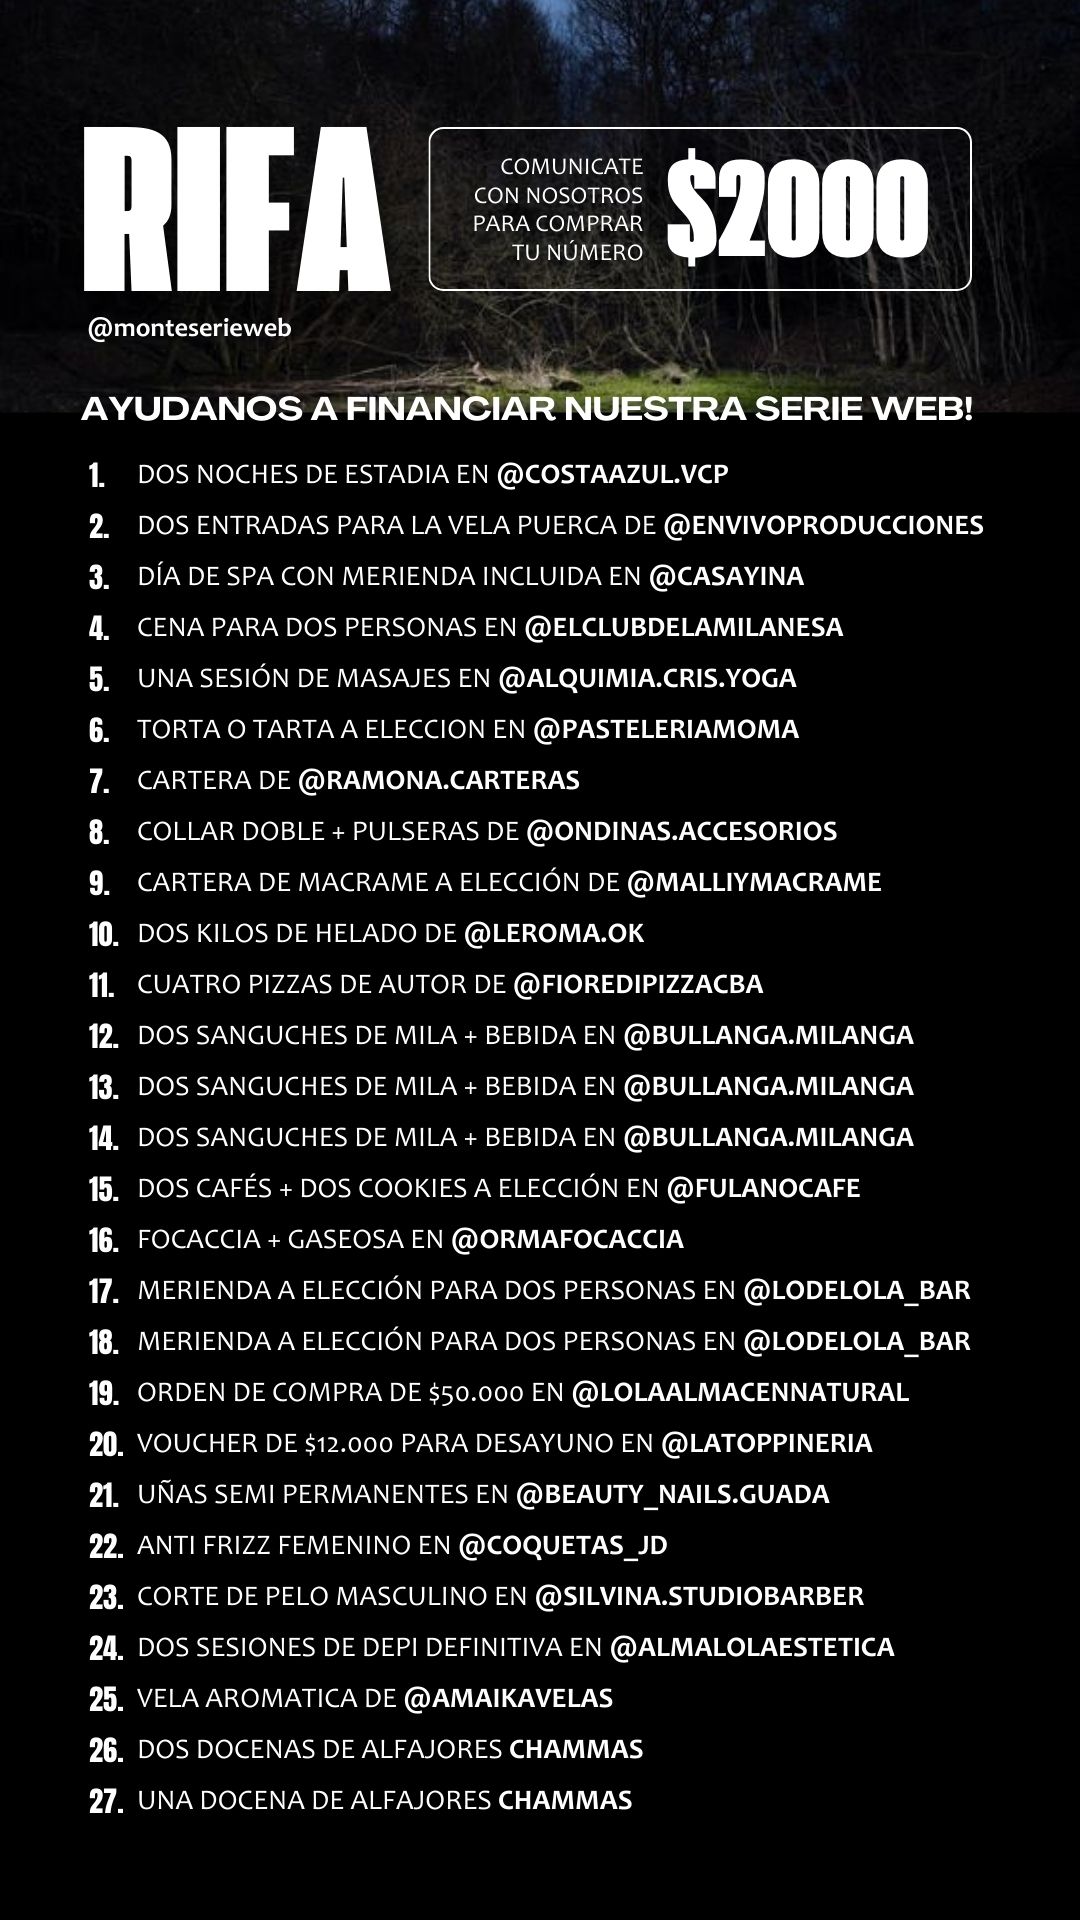 RIFA
COMUNICATE
CON NOSOTROS
PARA COMPRAR
TU NÚMERO
$2000
@monteserieweb
AYUDANOS A FINANCIAR NUESTRA SERIE WEB!
1. DOS NOCHES DE ESTADIA EN @COSTAAZUL.VCP
2. DOS ENTRADAS PARA LA VELA PUERCA DE @ENVIVOPRODUCCIONES
3. DÍA DE SPA CON MERIENDA INCLUIDA EN @CASAYINA
4. CENA PARA DOS PERSONAS EN @ELCLUBDELAMILANESA
5. UNA SESIÓN DE MASAJES EN @ALQUIMIA.CRIS.YOGA
6. TORTA O TARTA A ELECCION EN @PASTELERIAMOMA
7. CARTERA DE @RAMONA.CARTERAS
8. COLLAR DOBLE + PULSERAS DE @ONDINAS.ACCESORIOS
9. CARTERA DE MACRAME A ELECCIÓN DE @MALLIYMACRAME
10. DOS KILOS DE HELADO DE @LEROMA.OK
11. CUATRO PIZZAS DE AUTOR DE @FIOREDIPIZZACBA
12. DOS SANGUCHES DE MILA + BEBIDA EN @BULLANGA.MILANGA
13. DOS SANGUCHES DE MILA + BEBIDA EN @BULLANGA.MILANGA
14. DOS SANGUCHES DE MILA + BEBIDA EN @BULLANGA.MILANGA
15. DOS CAFÉS + DOS COOKIES A ELECCIÓN EN @FULANOCAFE
16. FOCACCIA + GASEOSA EN @ORMAFOCACCIA
17. MERIENDA A ELECCIÓN PARA DOS PERSONAS EN @LODELOLA_BAR
18. MERIENDA A ELECCIÓN PARA DOS PERSONAS EN @LODELOLA_BAR
19. ORDEN DE COMPRA DE $50.000 EN @LOLAALMACENNATURAL
20. VOUCHER DE $12.000 PARA DESAYUNO EN @LATOPPINERIA
21. UÑAS SEMI PERMANENTES EN @BEAUTY_NAILS.GUADA
22. ANTI FRIZZ FEMENINO EN @COQUETAS_JD
23. CORTE DE PELO MASCULINO EN @SILVINA.STUDIOBARBER
24. DOS SESIONES DE DEPI DEFINITIVA EN @ALMALOLAESTETICA
25. VELA AROMATICA DE @AMAIKAVELAS
26. DOS DOCENAS DE ALFAJORES CHAMMAS
27. UNA DOCENA DE ALFAJORES CHAMMAS